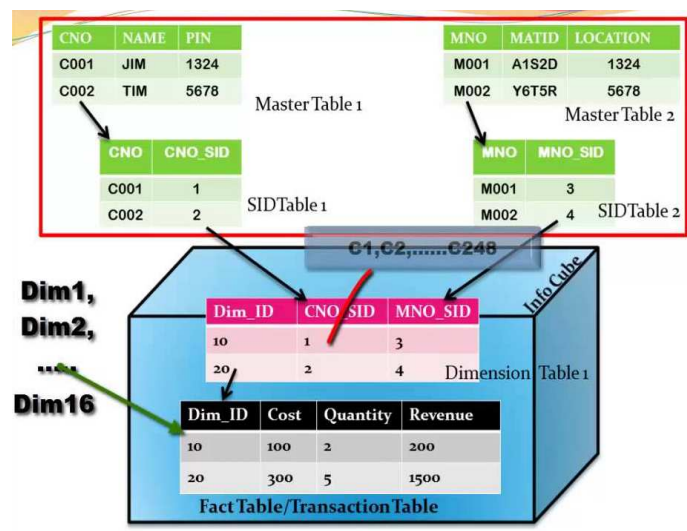 CNO NAME PIN
C001 JIM 1324
C002 TIM 5678
Master Table 1
MNO MATID LOCATION
M001 A1S2D 1324
M002 Y6T5R 5678
Master Table 2
CNO CNO_SID
C001 1
C002 2
SIDTable 1
MNO MNO_SID
M001 3
M002 4
SIDTable 2
C1,C2,......C248
InfoCube
Dim1,
Dim2,
.....
Dim16
Dim_ID CNO_SID MNO_SID
10 1 3
20 2 4
Dimension Table 1
Dim_ID Cost Quantity Revenue
10 100 2 200
20 300 5 1500
Fact Table/Transaction Table